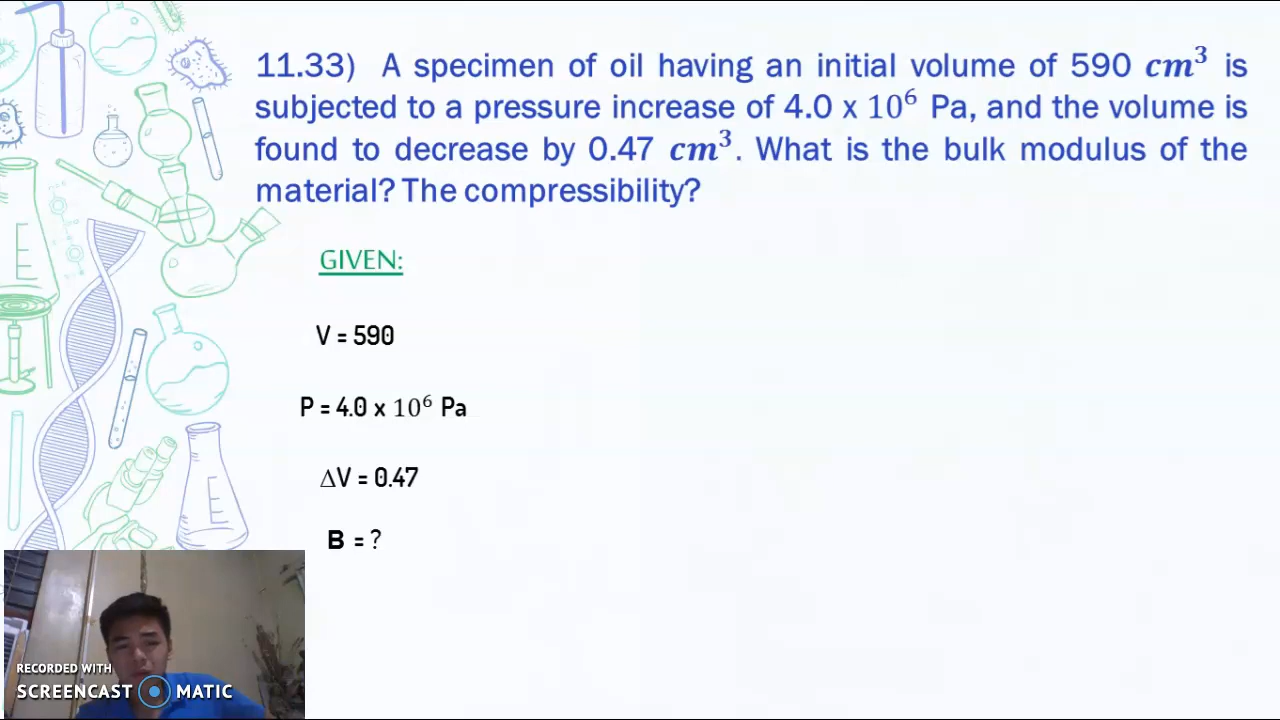 11.33) A specimen of oil having an initial volume of 590 cm³ is
subjected to a pressure increase of 4.0 x 10⁶ Pa, and the volume is
found to decrease by 0.47 cm³. What is the bulk modulus of the
material? The compressibility?
GIVEN:
V = 590
P = 4.0 x 10⁶ Pa
ΔV = 0.47
B = ?
RECORDED WITH
SCREENCAST MATIC